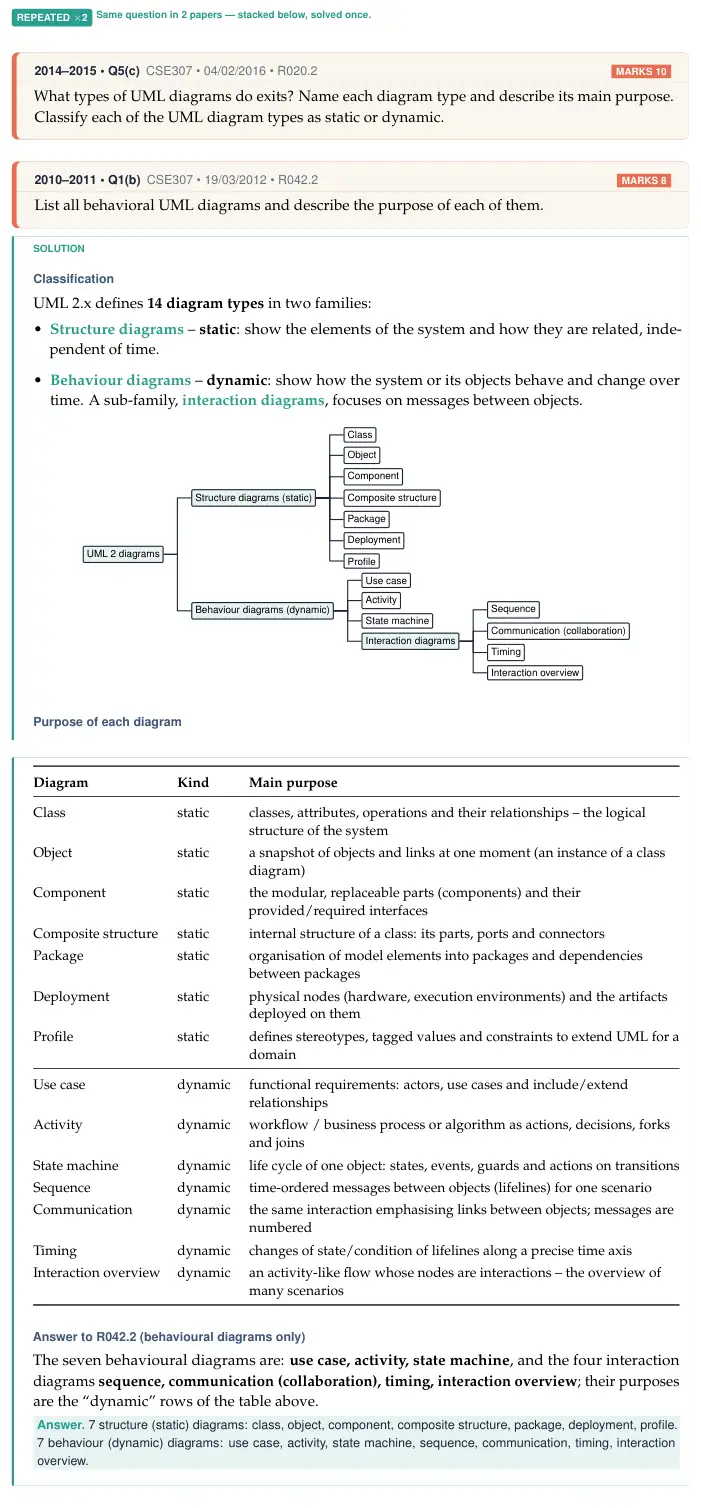 REPEATED ×2 Same question in 2 papers — stacked below, solved once.
2014–2015 • Q5(c) CSE307 • 04/02/2016 • R020.2 MARKS 10
What types of UML diagrams do exits? Name each diagram type and describe its main purpose.
Classify each of the UML diagram types as static or dynamic.
2010–2011 • Q1(b) CSE307 • 19/03/2012 • R042.2 MARKS 8
List all behavioral UML diagrams and describe the purpose of each of them.
SOLUTION
Classification
UML 2.x defines 14 diagram types in two families:
• Structure diagrams – static: show the elements of the system and how they are related, inde-
pendent of time.
• Behaviour diagrams – dynamic: show how the system or its objects behave and change over
time. A sub-family, interaction diagrams, focuses on messages between objects.
Class
Object
Component
Structure diagrams (static) Composite structure
Package
Deployment
UML 2 diagrams
Profile
Use case
Activity
Behaviour diagrams (dynamic) Sequence
State machine
Communication (collaboration)
Interaction diagrams
Timing
Interaction overview
Purpose of each diagram
Diagram Kind Main purpose
Class static classes, attributes, operations and their relationships – the logical
structure of the system
Object static a snapshot of objects and links at one moment (an instance of a class
diagram)
Component static the modular, replaceable parts (components) and their
provided/required interfaces
Composite structure static internal structure of a class: its parts, ports and connectors
Package static organisation of model elements into packages and dependencies
between packages
Deployment static physical nodes (hardware, execution environments) and the artifacts
deployed on them
Profile static defines stereotypes, tagged values and constraints to extend UML for a
domain
Use case dynamic functional requirements: actors, use cases and include/extend
relationships
Activity dynamic workflow / business process or algorithm as actions, decisions, forks
and joins
State machine dynamic life cycle of one object: states, events, guards and actions on transitions
Sequence dynamic time-ordered messages between objects (lifelines) for one scenario
Communication dynamic the same interaction emphasising links between objects; messages are
numbered
Timing dynamic changes of state/condition of lifelines along a precise time axis
Interaction overview dynamic an activity-like flow whose nodes are interactions – the overview of
many scenarios
Answer to R042.2 (behavioural diagrams only)
The seven behavioural diagrams are: use case, activity, state machine, and the four interaction
diagrams sequence, communication (collaboration), timing, interaction overview; their purposes
are the “dynamic” rows of the table above.
Answer. 7 structure (static) diagrams: class, object, component, composite structure, package, deployment, profile.
7 behaviour (dynamic) diagrams: use case, activity, state machine, sequence, communication, timing, interaction
overview.